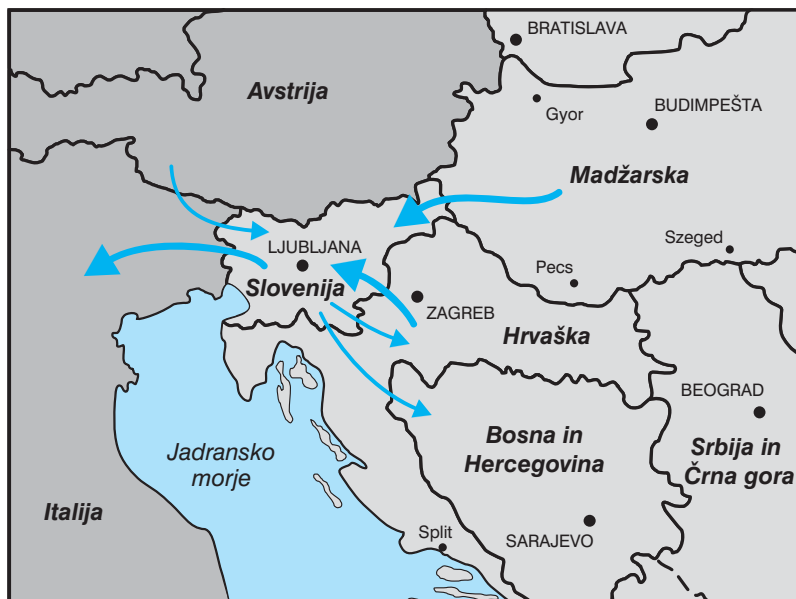 BRATISLAVA
Avstrija
Gyor
BUDIMPEŠTA
Madžarska
LJUBLJANA
Slovenija
Szeged
Pecs
ZAGREB
Hrvaška
BEOGRAD
Jadransko
morje
Bosna in
Hercegovina
Srbija in
Črna gora
Italija
Split
SARAJEVO